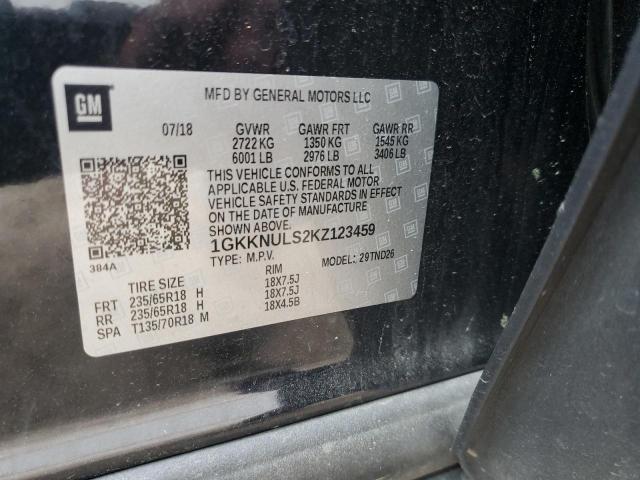 GM
MFD BY GENERAL MOTORS LLC
07/18 GVWR GAWR FRT GAWR RR
2722 KG 1350 KG 1545 KG
6001 LB 2976 LB 3406 LB
THIS VEHICLE CONFORMS TO ALL
APPLICABLE U.S. FEDERAL MOTOR
VEHICLE SAFETY STANDARDS IN EFFECT
ON THE DATE OF MANUFACTURE
SHOWN ABOVE.
1GKKNULS2KZ123459
384A TYPE: M.P.V. MODEL: 29TND26
TIRE SIZE RIM
FRT 235/65R18 H 18X7.5J
RR 235/65R18 H 18X7.5J
SPA T135/70R18 M 18X4.5B